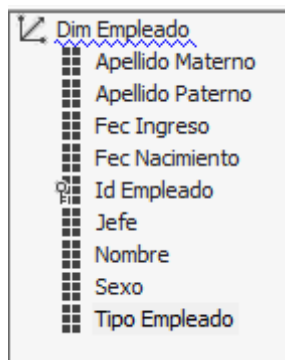 Dim Empleado
Apellido Materno
Apellido Paterno
Fec Ingreso
Fec Nacimiento
Id Empleado
Jefe
Nombre
Sexo
Tipo Empleado